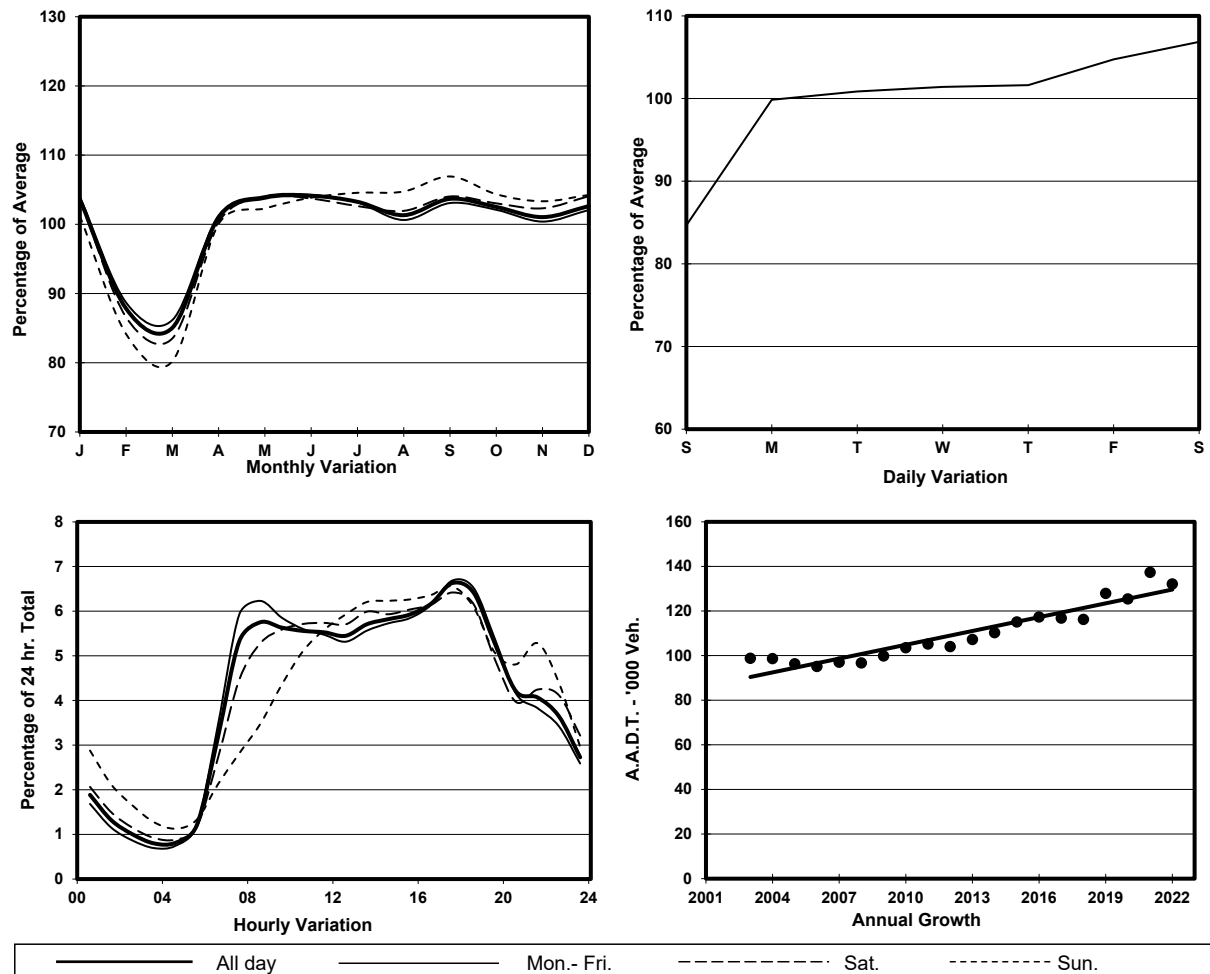 130
120
110
100
90
80
70
Percentage of Average
J F M A M J J A S O N D
Monthly Variation
110
100
90
80
70
60
Percentage of Average
S M T W T F S
Daily Variation
8
7
6
5
4
3
2
1
0
Percentage of 24 hr. Total
00 04 08 12 16 20 24
Hourly Variation
160
140
120
100
80
60
40
20
0
A.A.D.T. - '000 Veh.
2001 2004 2007 2010 2013 2016 2019 2022
Annual Growth
All day Mon.- Fri. Sat. Sun.